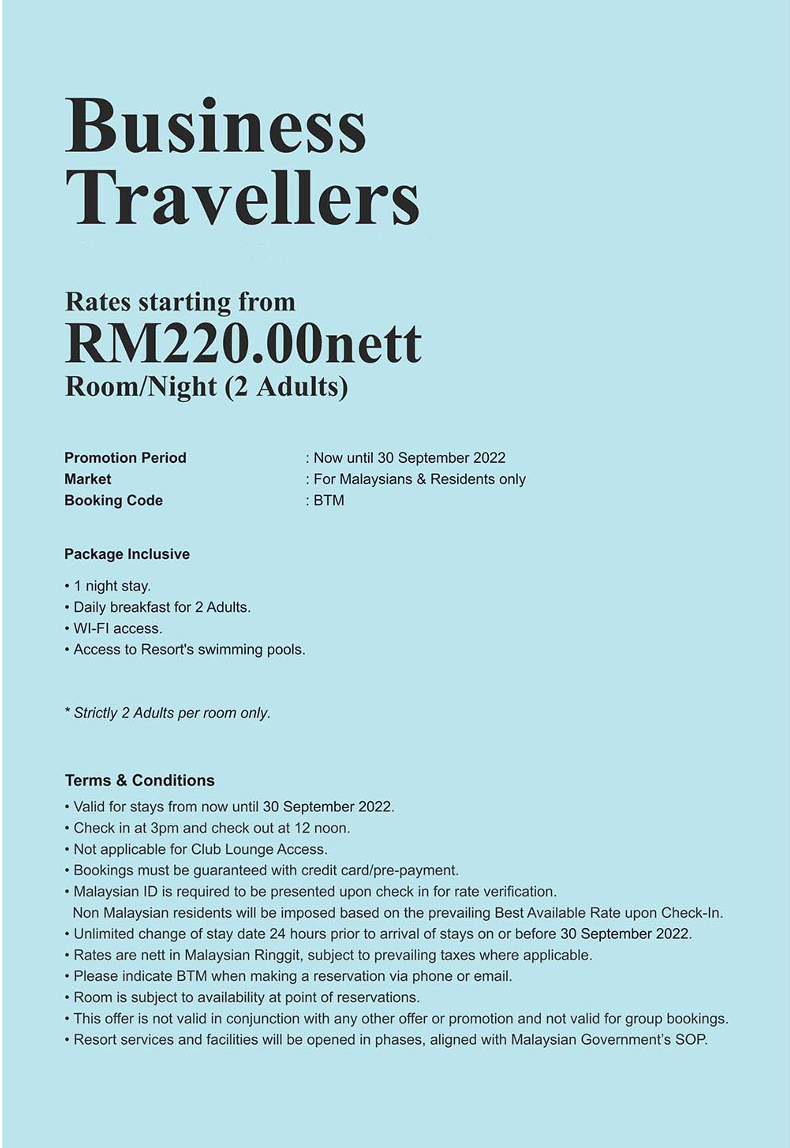 Business
Travellers
Rates starting from
RM220.00nett
Room/Night (2 Adults)
Promotion Period : Now until 30 September 2022
Market : For Malaysians & Residents only
Booking Code : BTM
Package Inclusive
• 1 night stay.
• Daily breakfast for 2 Adults.
• WI-FI access.
• Access to Resort's swimming pools.
* Strictly 2 Adults per room only.
Terms & Conditions
• Valid for stays from now until 30 September 2022.
• Check in at 3pm and check out at 12 noon.
• Not applicable for Club Lounge Access.
• Bookings must be guaranteed with credit card/pre-payment.
• Malaysian ID is required to be presented upon check in for rate verification.
Non Malaysian residents will be imposed based on the prevailing Best Available Rate upon Check-In.
• Unlimited change of stay date 24 hours prior to arrival of stays on or before 30 September 2022.
• Rates are nett in Malaysian Ringgit, subject to prevailing taxes where applicable.
• Please indicate BTM when making a reservation via phone or email.
• Room is subject to availability at point of reservations.
• This offer is not valid in conjunction with any other offer or promotion and not valid for group bookings.
• Resort services and facilities will be opened in phases, aligned with Malaysian Government's SOP.